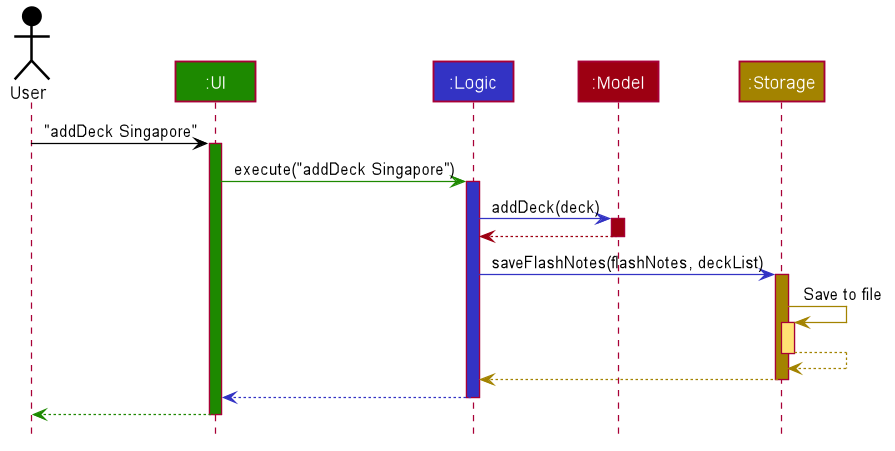 User
:UI
:Logic
:Model
:Storage
"addDeck Singapore"
execute("addDeck Singapore")
addDeck(deck)
saveFlashNotes(flashNotes, deckList)
Save to file